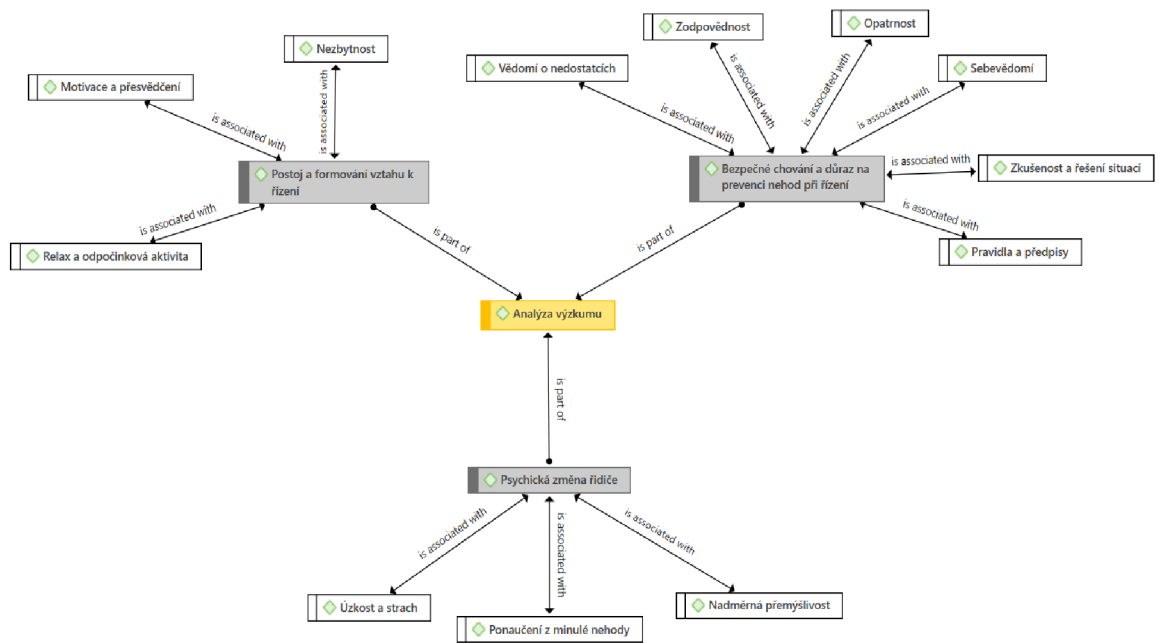 Opatrnost
Zodpovědnost
Nezbytnost
Vědomí o nedostatcích
Sebevědomí
Motivace a přesvědčení
is associated with
is associated with
is associated with
is associated with
is associated with
is associated with
is associated with
Zkušenost a řešení situací
Postoj a formování vztahu k
řízení
Bezpečné chování a důraz na
prevenci nehod při řízení
is associated with
is associated with
Relax a odpočinková aktivita
Pravidla a předpisy
is part of
is part of
Analýza výzkumu
is part of
Psychická změna řidiče
is associated with
is associated with
is associated with
Úzkost a strach
Nadměrná přemýšlivost
Ponaučení z minulé nehody